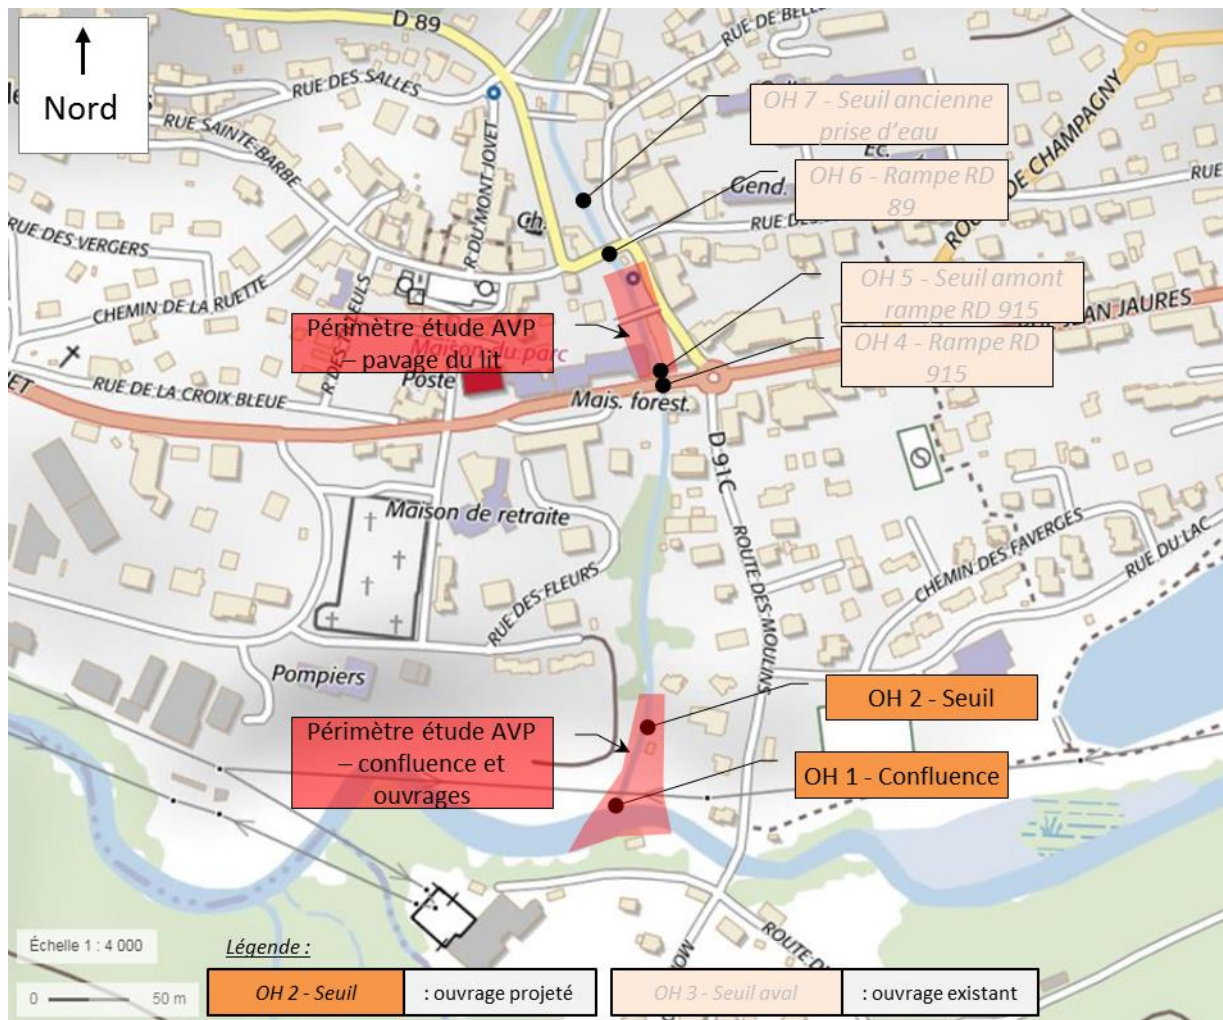 Nord
D 89
RUE DE BELLE
RUE DES SALLES
RUE SAINTE-BARBE
R DU MONT JOVET
OH 7 - Seuil ancienne
prise d'eau
Ec.
DE CHAMPAGNY
Gend.
OH 6 - Rampe RD
89
RUE DES
RUE
Ch.
RUE DES VERGERS
CHEMIN DE LA RUETTE
R DES TILLEULS
OH 5 - Seuil amont
rampe RD 915
JEAN JAURES
Périmètre étude AVP
– pavage du lit
Maison du parc
Poste
OH 4 - Rampe RD
915
RUE DE LA CROIX BLEUE
Mais. forest.
D 91C
Maison de retraite
ROUTE DES MOULINS
CHEMIN DES FAVERGES
RUE DU LAC
RUE DES FLEURS
Pompiers
OH 2 - Seuil
Périmètre étude AVP
– confluence et
ouvrages
OH 1 - Confluence
Échelle 1 : 4 000
Légende :
0 50 m
OH 2 - Seuil
: ouvrage projeté
OH 3 - Seuil aval
: ouvrage existant